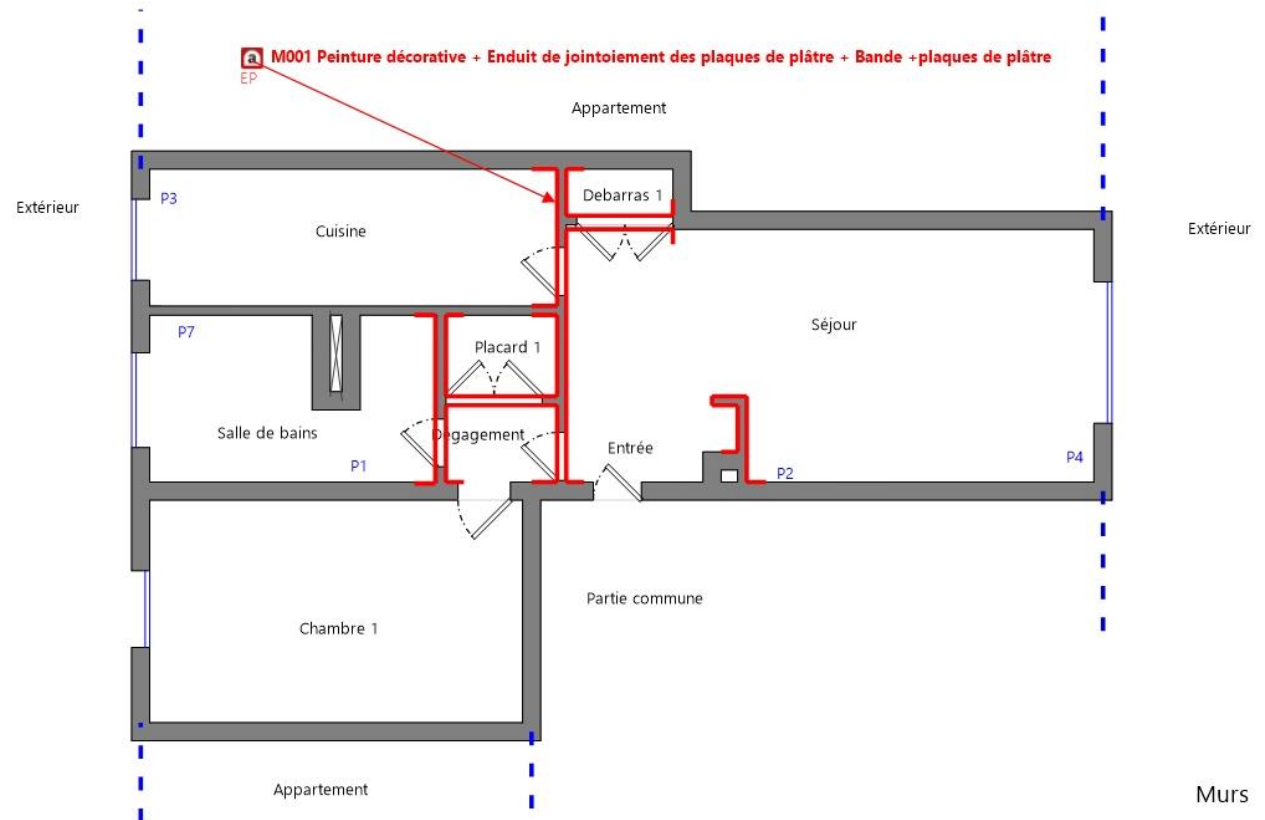 a M001 Peinture décorative + Enduit de jointoiement des plaques de plâtre + Bande +plaques de plâtre
EP
Appartement
Debarras 1
P3
Extérieur
Extérieur
Cuisine
Séjour
P7
Placard 1
Salle de bains
Dégagement
Entrée
P4
P1
P2
Partie commune
Chambre 1
Appartement
Murs